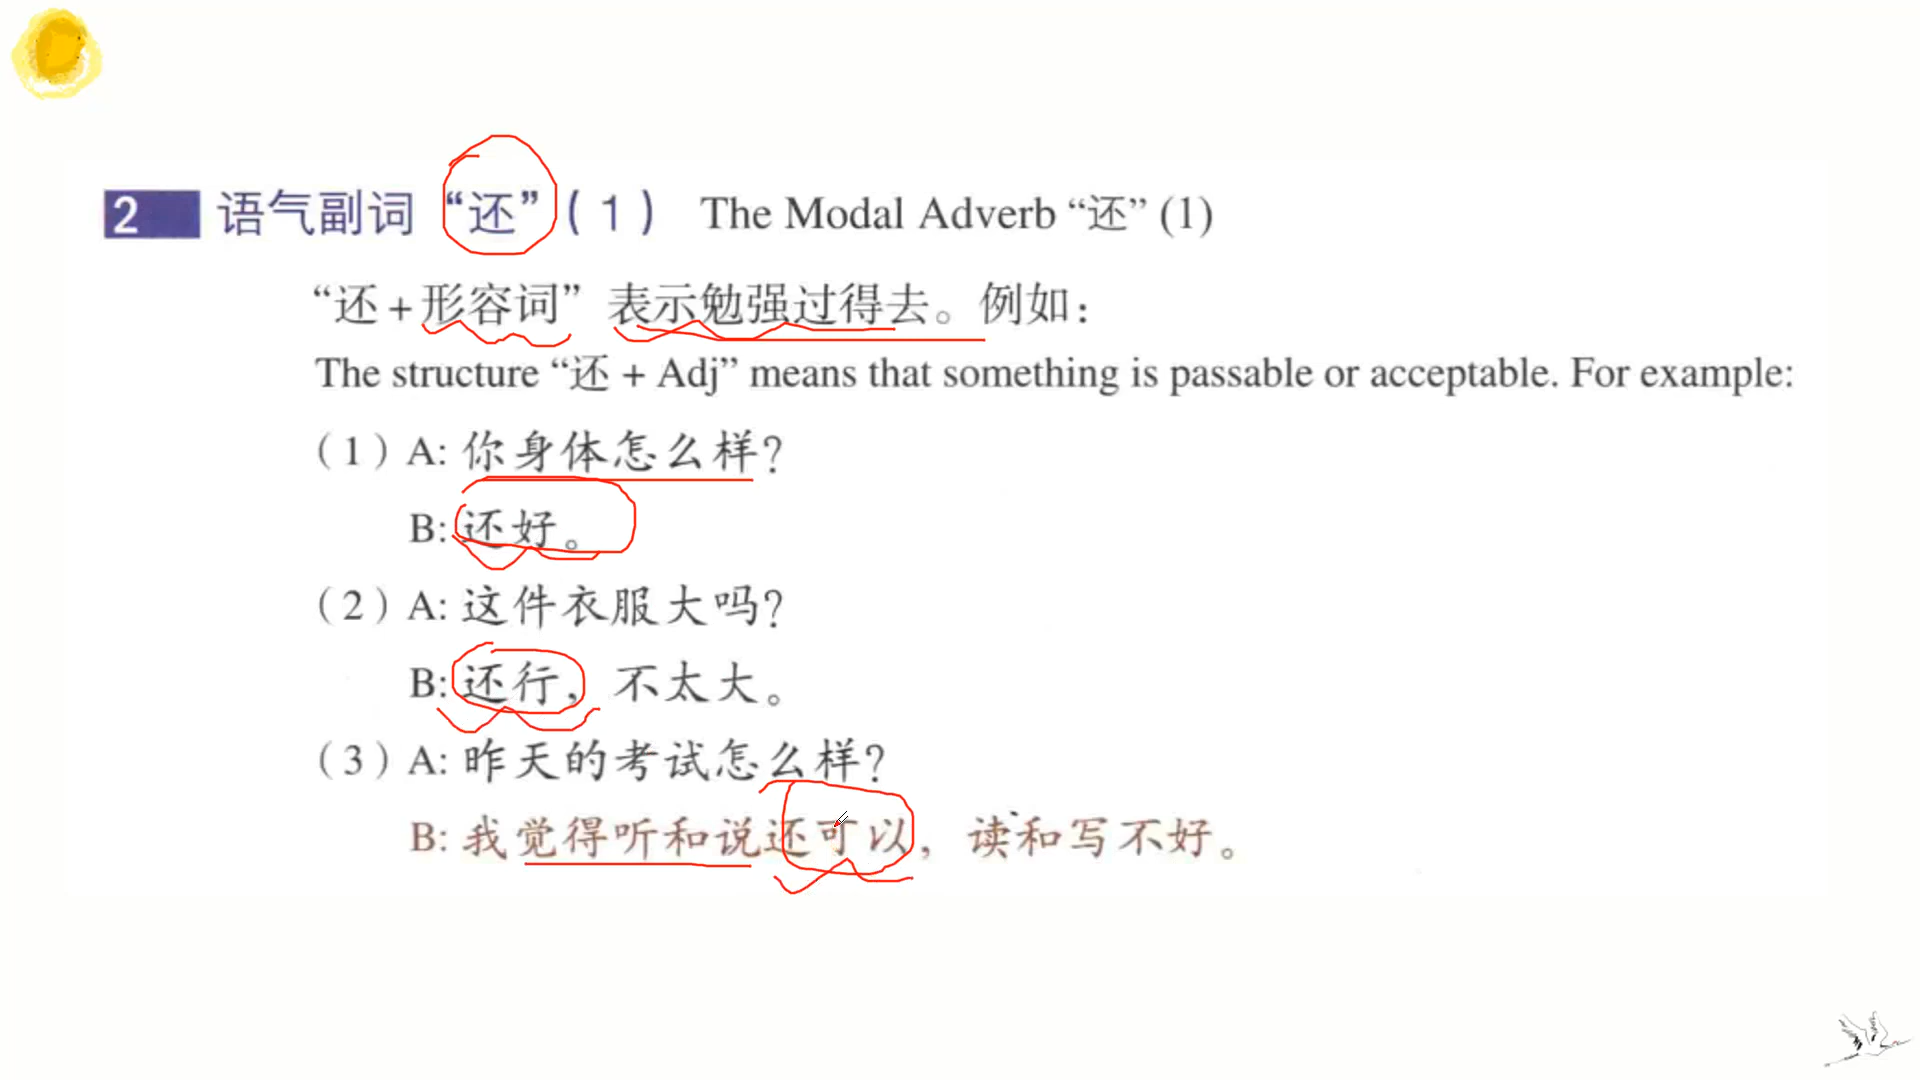 2 语气副词 “还”（1） The Modal Adverb “还” (1)
“还+形容词” 表示勉强过得去。例如：
The structure “还 + Adj” means that something is passable or acceptable. For example:
（1）A: 你身体怎么样？
B: 还好。
（2）A: 这件衣服大吗？
B: 还行，不太大。
（3）A: 昨天的考试怎么样？
B: 我觉得听和说还可以，读和写不好。